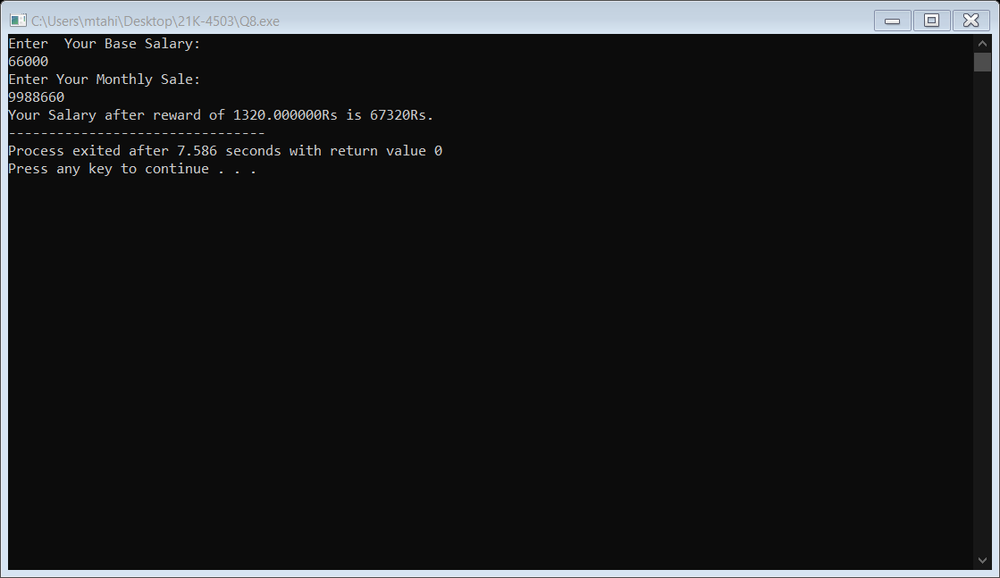 C:\Users\mtahi\Desktop\21K-4503\Q8.exe
Enter  Your Base Salary:
66000
Enter Your Monthly Sale:
9988660
Your Salary after reward of 1320.000000Rs is 67320Rs.
--------------------------------
Process exited after 7.586 seconds with return value 0
Press any key to continue . . .